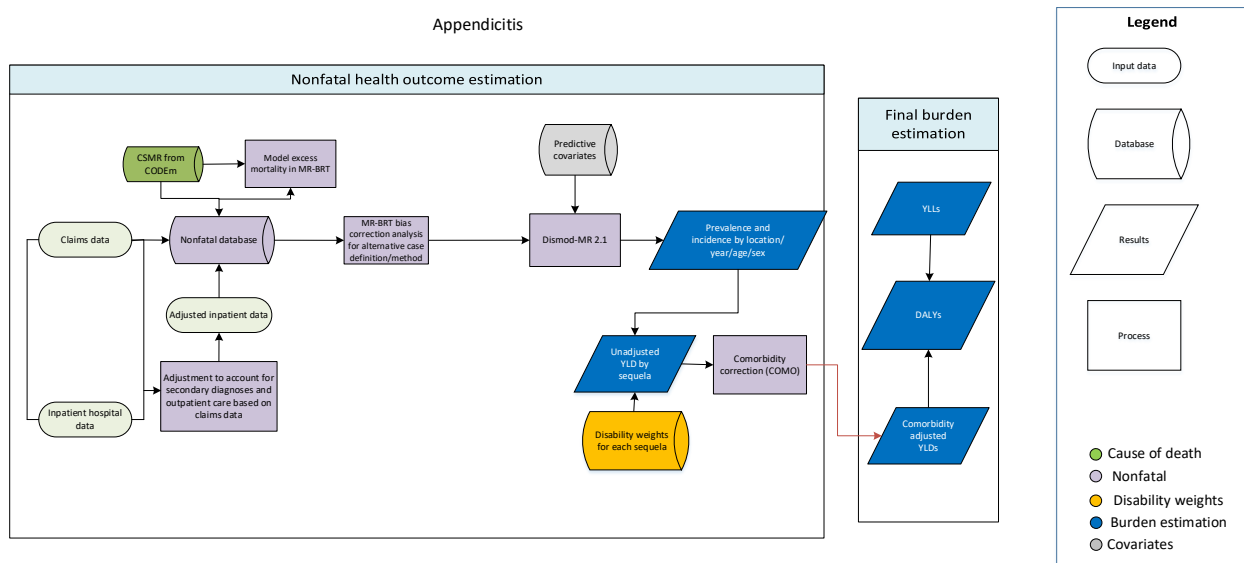 Appendicitis
Nonfatal health outcome estimation
CSMR from
CODEm
Model excess
mortality in MR-BRT
Predictive
covariates
Claims data
Nonfatal database
MR-BRT bias
correction analysis
for alternative case
definition/method
Dismod-MR 2.1
Prevalence and
incidence by location/
year/age/sex
Adjusted inpatient data
Adjustment to account for
secondary diagnoses and
outpatient care based on
claims data
Inpatient hospital
data
Unadjusted
YLD by
sequela
Comorbidity
correction (COMO)
Disability weights
for each sequela
Final burden
estimation
YLLs
DALYs
Comorbidity
adjusted
YLDs
Legend
Input data
Database
Results
Process
Cause of death
Nonfatal
Disability weights
Burden estimation
Covariates